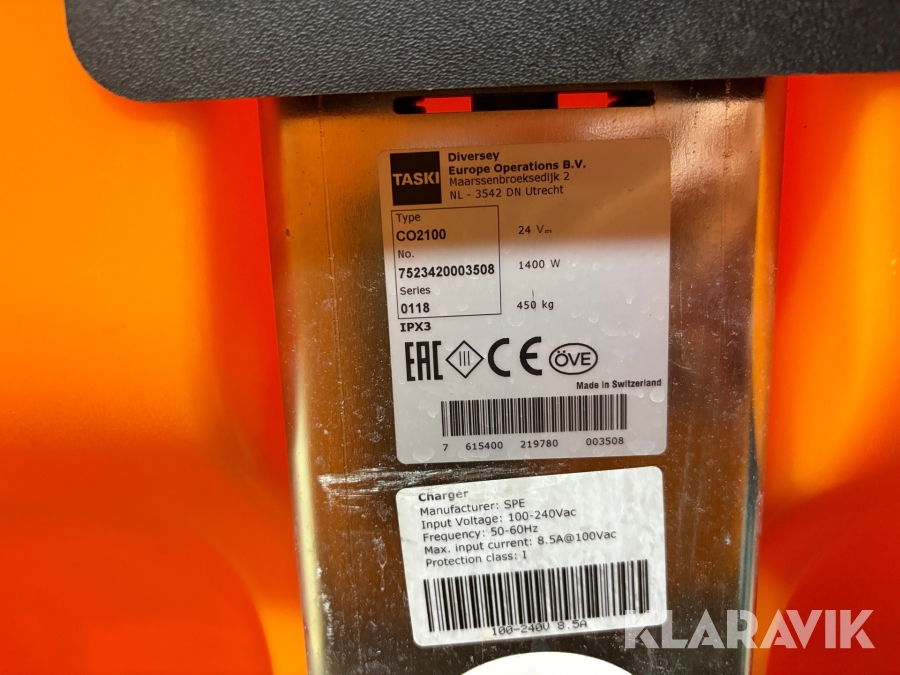 TASKI
Diversey
Europe Operations B.V.
Maarssenbroeksedijk 2
NL - 3542 DN Utrecht
Type
CO2100
24 V
No.
7523420003508
1400 W
Series
0118
450 kg
IPX3
EAC III CE ÖVE
Made in Switzerland
7 615400 219780 003508
Charger
Manufacturer: SPE
Input Voltage: 100-240Vac
Frequency: 50-60Hz
Max. input current: 8.5A@100Vac
Protection class: I
100-240V 8.5A
KLARAVIK